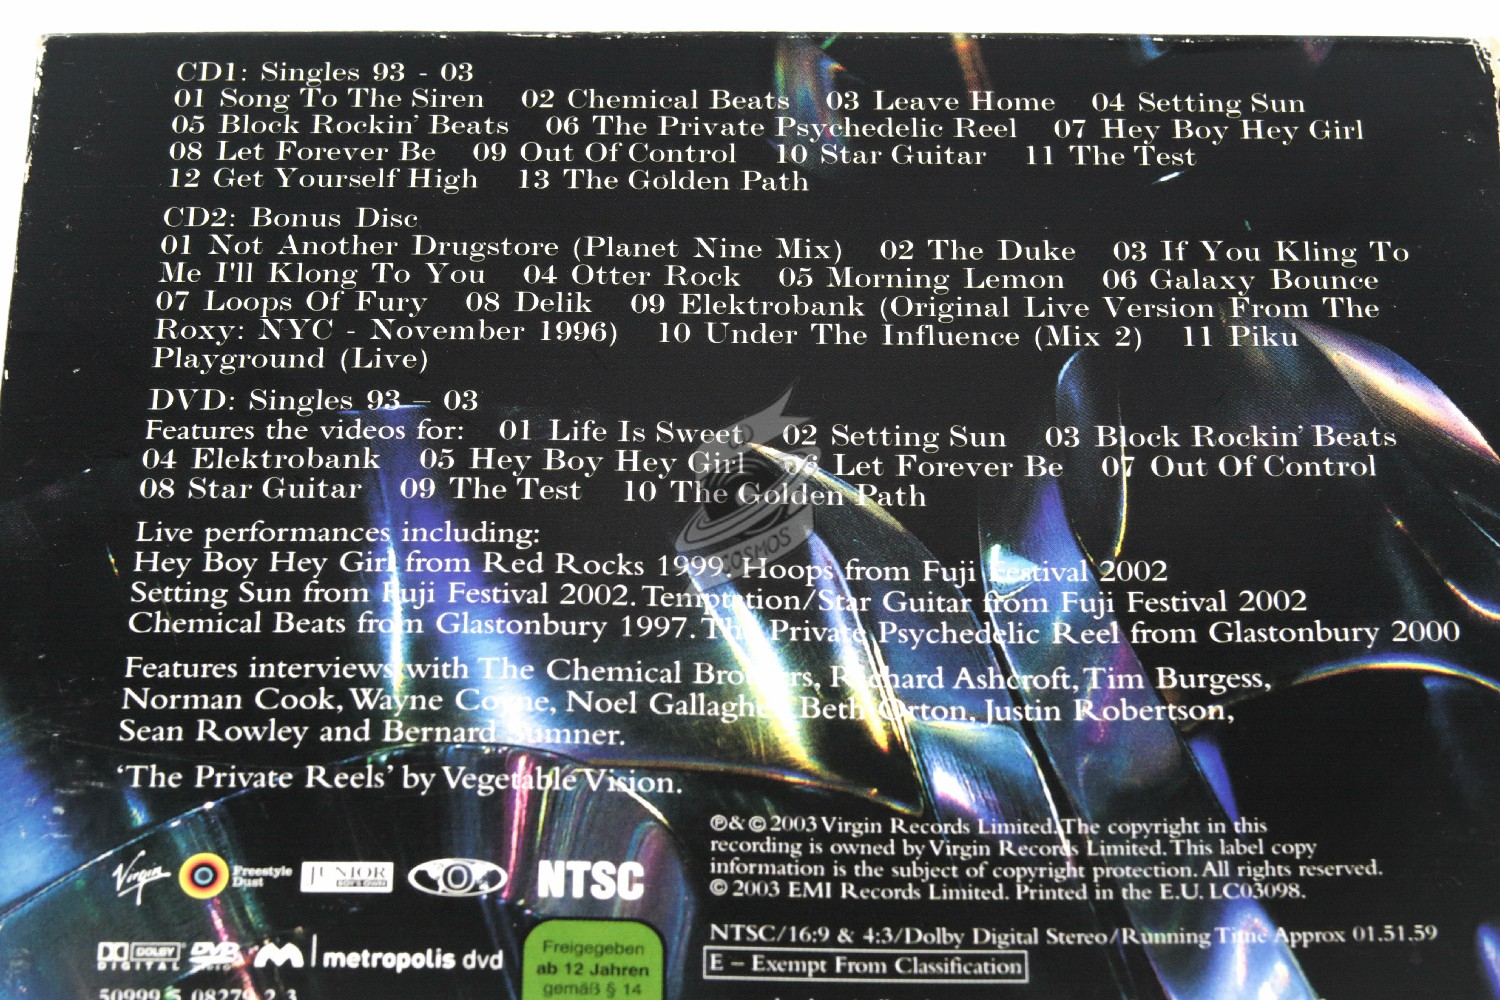 CD1: Singles 93 - 03
01 Song To The Siren 02 Chemical Beats 03 Leave Home 04 Setting Sun
05 Block Rockin' Beats 06 The Private Psychedelic Reel 07 Hey Boy Hey Girl
08 Let Forever Be 09 Out Of Control 10 Star Guitar 11 The Test
12 Get Yourself High 13 The Golden Path
CD2: Bonus Disc
01 Not Another Drugstore (Planet Nine Mix) 02 The Duke 03 If You Kling To
Me I'll Klong To You 04 Otter Rock 05 Morning Lemon 06 Galaxy Bounce
07 Loops Of Fury 08 Delik 09 Elektrobank (Original Live Version From The
Roxy: NYC - November 1996) 10 Under The Influence (Mix 2) 11 Piku
Playground (Live)
DVD: Singles 93 – 03
Features the videos for: 01 Life Is Sweet 02 Setting Sun 03 Block Rockin' Beats
04 Elektrobank 05 Hey Boy Hey Girl 06 Let Forever Be 07 Out Of Control
08 Star Guitar 09 The Test 10 The Golden Path
Live performances including:
Hey Boy Hey Girl from Red Rocks 1999. Hoops from Fuji Festival 2002
Setting Sun from Fuji Festival 2002. Temptation/Star Guitar from Fuji Festival 2002
Chemical Beats from Glastonbury 1997. The Private Psychedelic Reel from Glastonbury 2000
Features interviews with The Chemical Brothers, Richard Ashcroft, Tim Burgess,
Norman Cook, Wayne Coyne, Noel Gallagher, Beth Orton, Justin Robertson,
Sean Rowley and Bernard Sumner.
'The Private Reels' by Vegetable Vision.
℗&©2003 Virgin Records Limited. The copyright in this
recording is owned by Virgin Records Limited. This label copy
information is the subject of copyright protection. All rights reserved.
© 2003 EMI Records Limited. Printed in the E.U. LC03098.
Virgin Freestyle Dust JUNIOR BOY'S OWN NTSC
NTSC/16:9 & 4:3/Dolby Digital Stereo/Running Time Approx 01.51.59
E – Exempt From Classification
DOLBY DIGITAL DVD metropolis dvd
Freigegeben
ab 12 Jahren
gemäß § 14
50999 5 08279 2 3
COSMOS